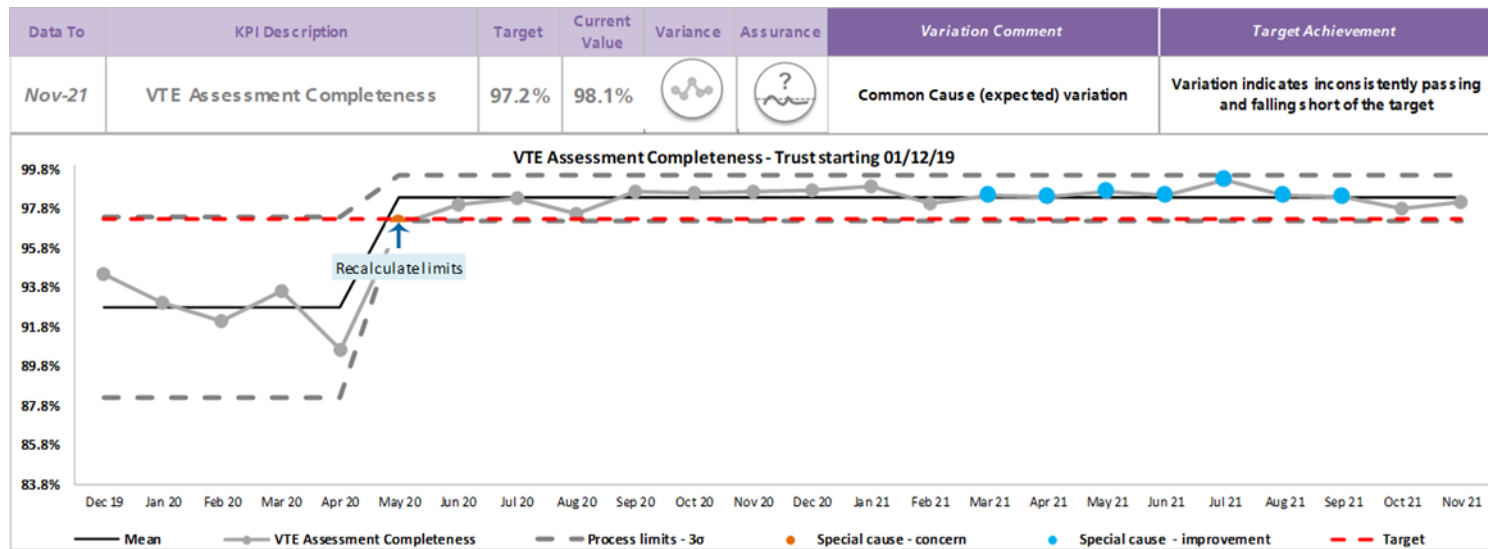 Data To KPI Description Target Current Value Variance Assurance Variation Comment Target Achievement
Nov-21 VTE Assessment Completeness 97.2% 98.1% ? Common Cause (expected) variation Variation indicates inconsistently passing and falling short of the target
VTE Assessment Completeness - Trust starting 01/12/19
99.8%
97.8%
95.8%
93.8%
91.8%
89.8%
87.8%
85.8%
83.8%
Recalculate limits
Dec 19 Jan 20 Feb 20 Mar 20 Apr 20 May 20 Jun 20 Jul 20 Aug 20 Sep 20 Oct 20 Nov 20 Dec 20 Jan 21 Feb 21 Mar 21 Apr 21 May 21 Jun 21 Jul 21 Aug 21 Sep 21 Oct 21 Nov 21
Mean VTE Assessment Completeness Process limits - 3σ Special cause - concern Special cause - improvement Target